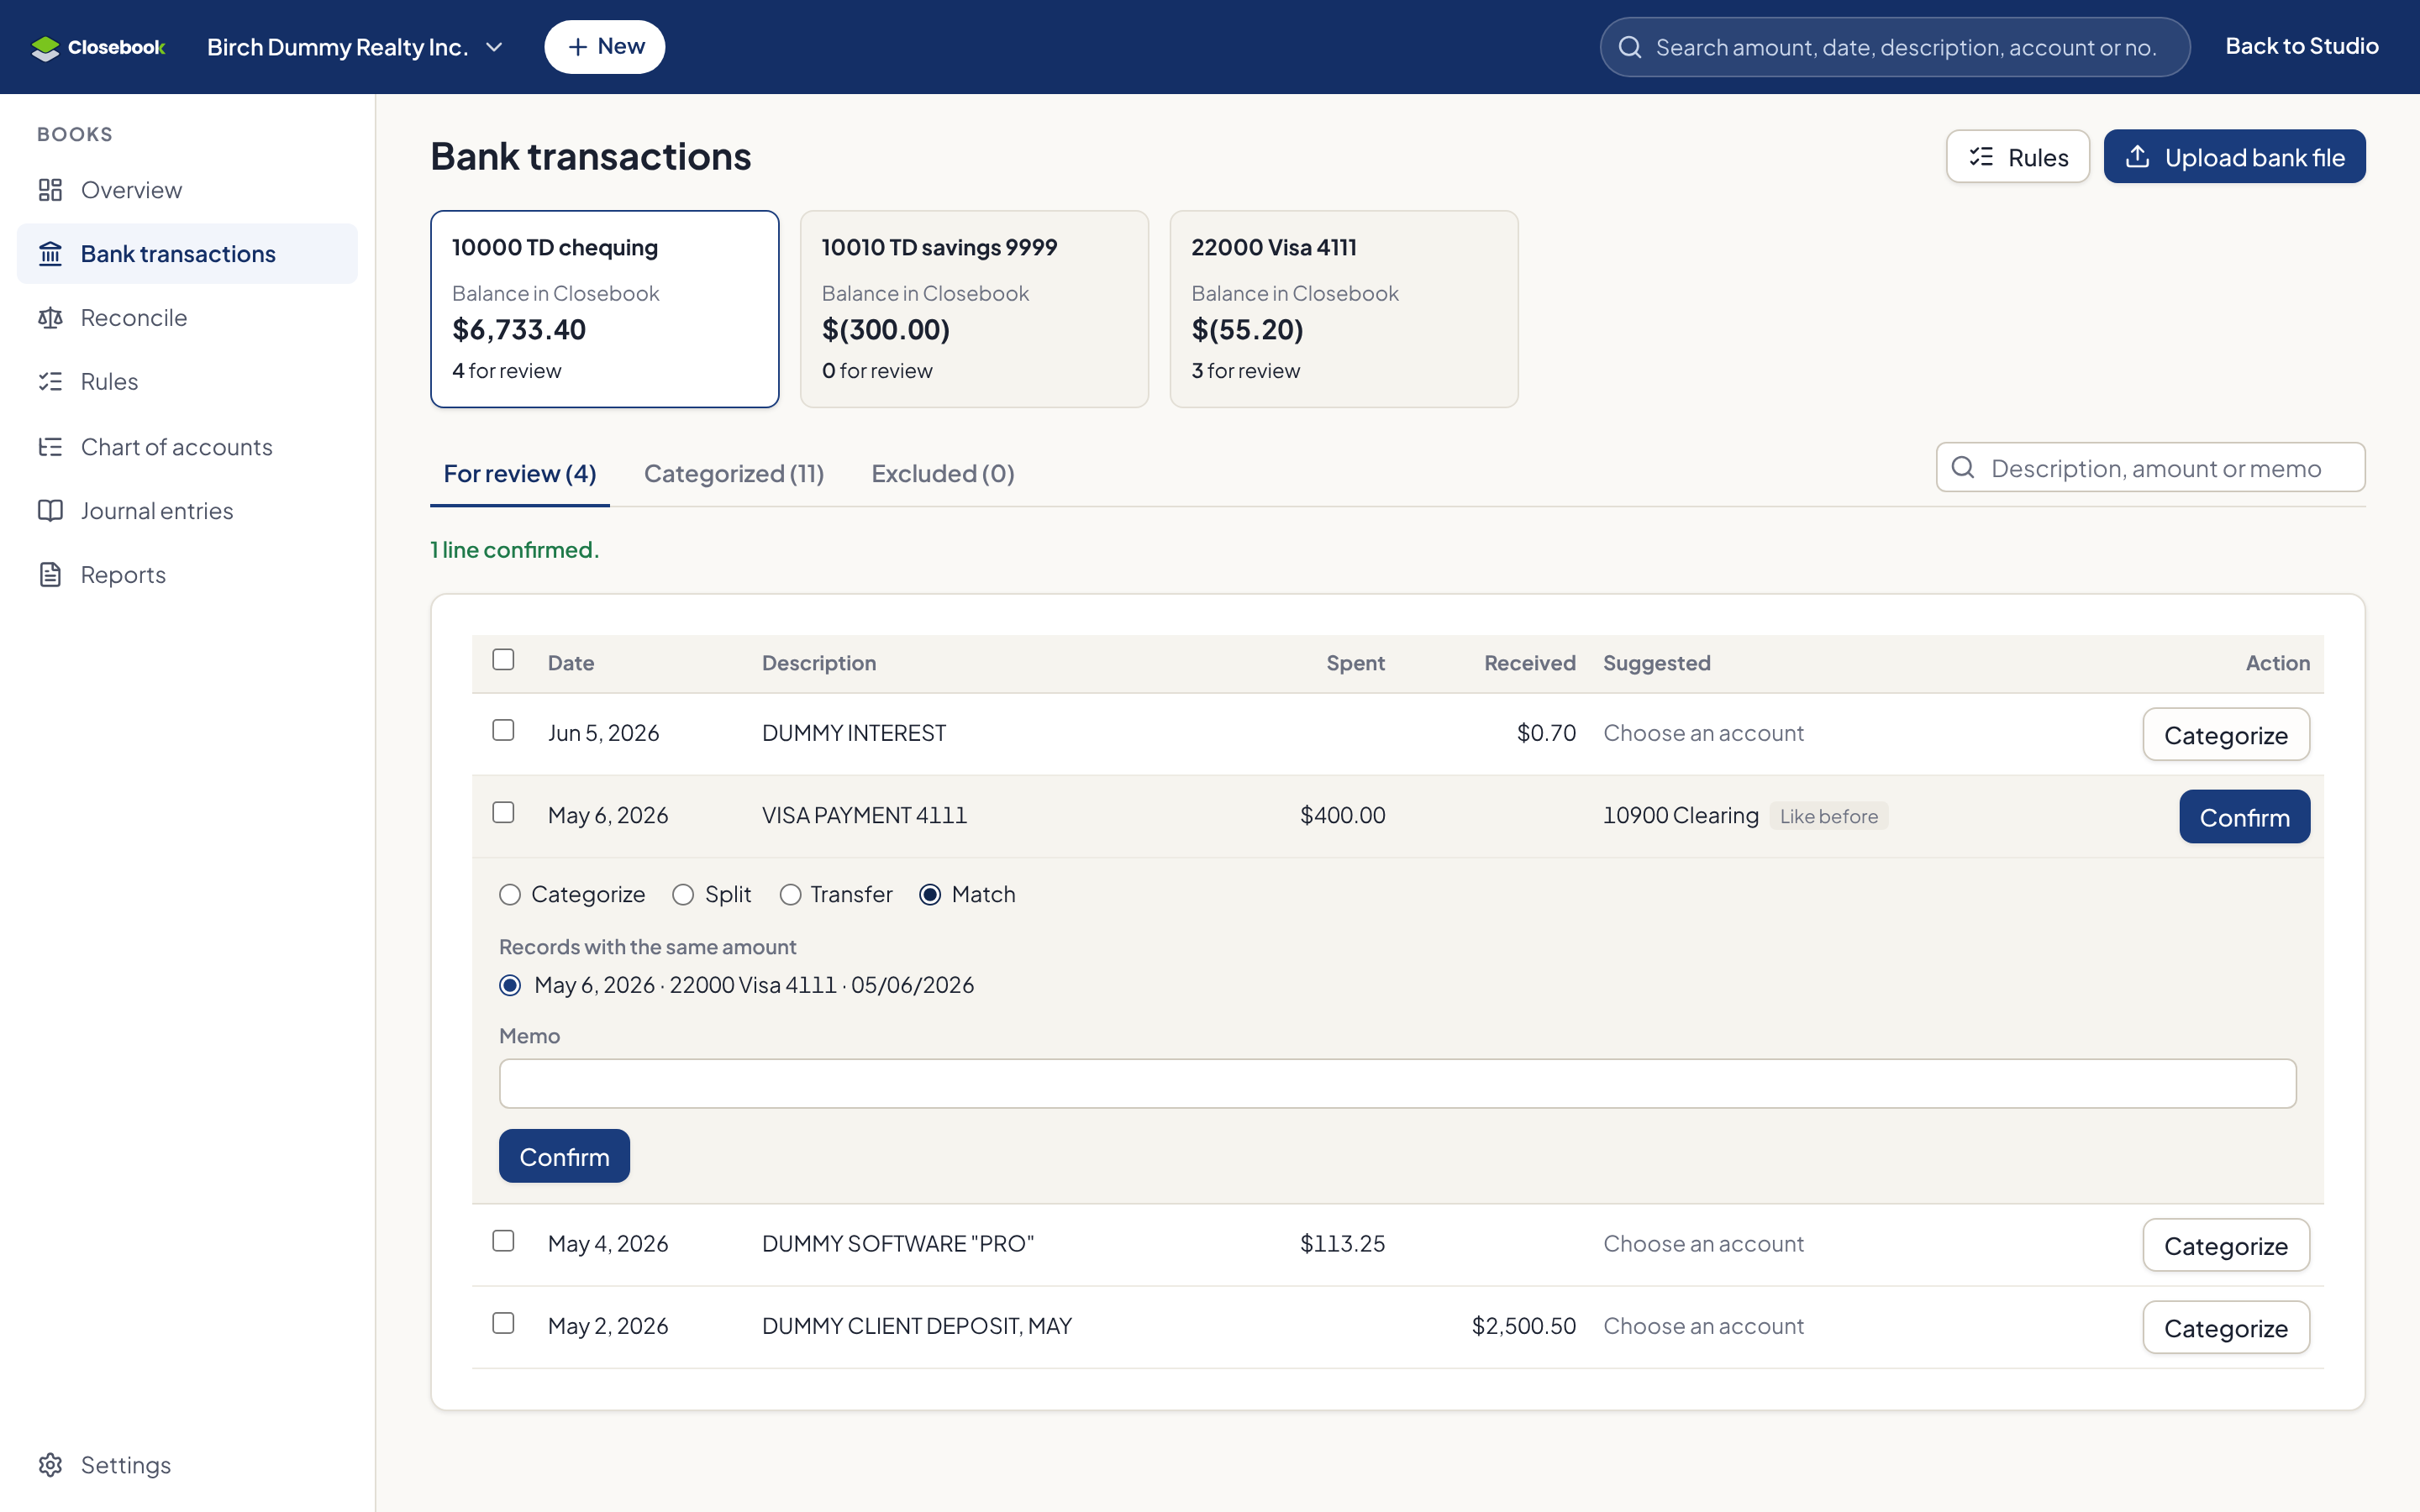 Closebook
Birch Dummy Realty Inc.
New
Search amount, date, description, account or no.
Back to Studio
BOOKS
Overview
Bank transactions
Reconcile
Rules
Chart of accounts
Journal entries
Reports
Settings
Bank transactions
Rules
Upload bank file
10000 TD chequing
Balance in Closebook
$6,733.40
4 for review
10010 TD savings 9999
Balance in Closebook
$(300.00)
0 for review
22000 Visa 4111
Balance in Closebook
$(55.20)
3 for review
For review (4) Categorized (11) Excluded (0)
Description, amount or memo
1 line confirmed.
Date Description Spent Received Suggested Action
Jun 5, 2026 DUMMY INTEREST $0.70 Choose an account Categorize
May 6, 2026 VISA PAYMENT 4111 $400.00 10900 Clearing Like before Confirm
Categorize Split Transfer Match
Records with the same amount
May 6, 2026 · 22000 Visa 4111 · 05/06/2026
Memo
Confirm
May 4, 2026 DUMMY SOFTWARE "PRO" $113.25 Choose an account Categorize
May 2, 2026 DUMMY CLIENT DEPOSIT, MAY $2,500.50 Choose an account Categorize